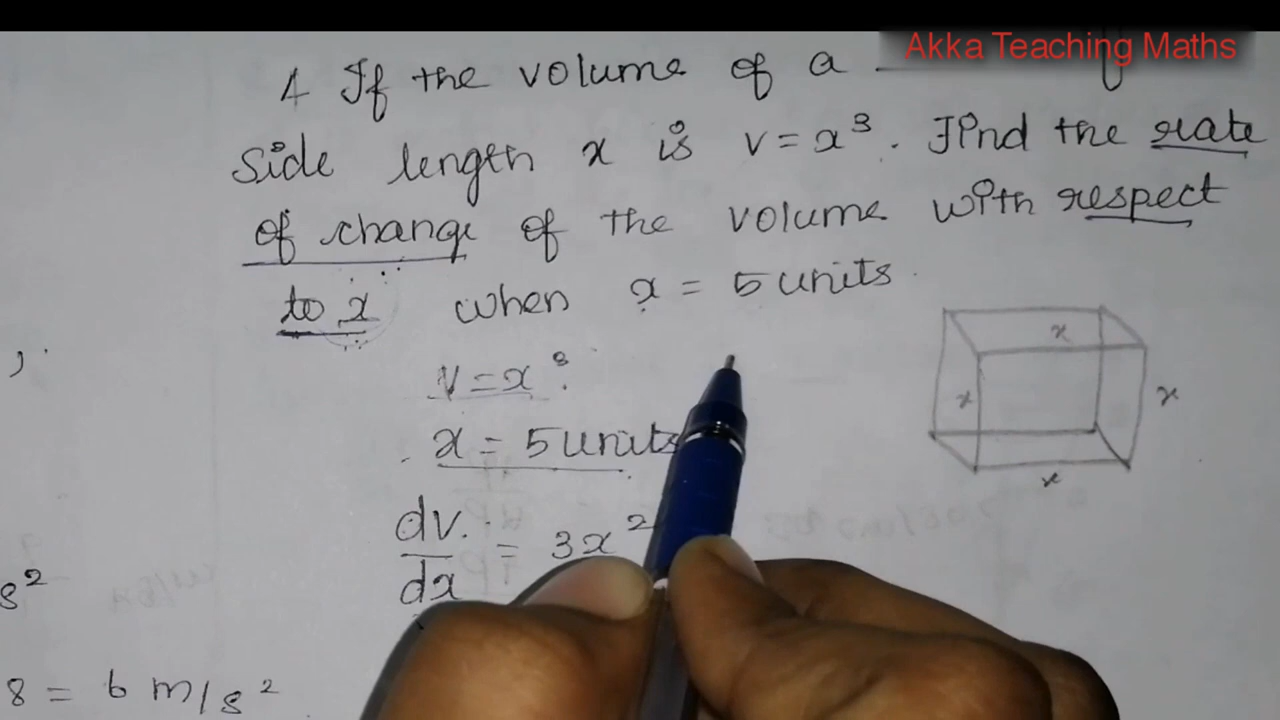 Akka Teaching Maths
4 If the volume of a
side length x is v = x³. Find the rate
of change of the volume with respect
to x when x = 5 units.
V = x³
x = 5 units
dv/dx = 3x²
x
x
x
x
,
s²
8 = 6 m/s²